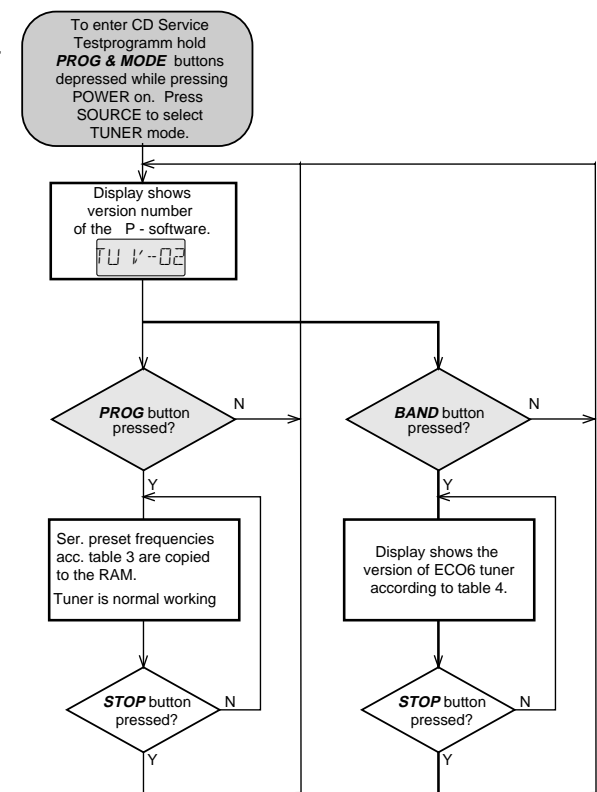 To enter CD Service
Testprogramm hold
PROG & MODE buttons
depressed while pressing
POWER on. Press
SOURCE to select
TUNER mode.
Display shows
version number
of the P - software.
TU V--02
PROG button
pressed?
N
Y
BAND button
pressed?
N
Y
Ser. preset frequencies
acc. table 3 are copied
to the RAM.
Tuner is normal working
Display shows the
version of ECO6 tuner
according to table 4.
STOP button
pressed?
N
Y
STOP button
pressed?
N
Y